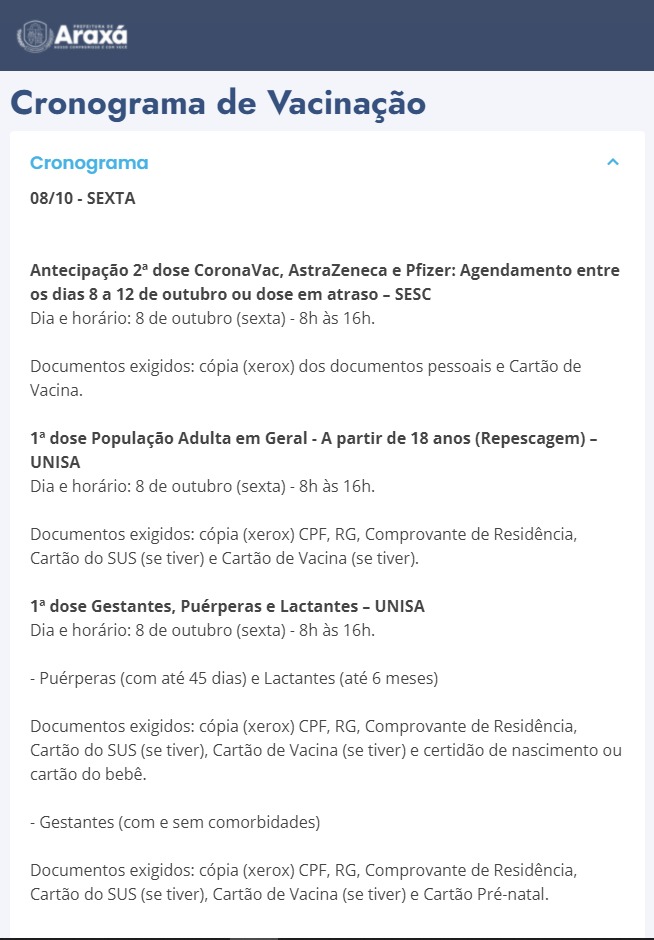 PREFEITURA DE
Araxá
NOSSO COMPROMISSO É COM VOCÊ
Cronograma de Vacinação
Cronograma
08/10 - SEXTA
Antecipação 2ª dose CoronaVac, AstraZeneca e Pfizer: Agendamento entre
os dias 8 a 12 de outubro ou dose em atraso – SESC
Dia e horário: 8 de outubro (sexta) - 8h às 16h.
Documentos exigidos: cópia (xerox) dos documentos pessoais e Cartão de
Vacina.
1ª dose População Adulta em Geral - A partir de 18 anos (Repescagem) –
UNISA
Dia e horário: 8 de outubro (sexta) - 8h às 16h.
Documentos exigidos: cópia (xerox) CPF, RG, Comprovante de Residência,
Cartão do SUS (se tiver) e Cartão de Vacina (se tiver).
1ª dose Gestantes, Puérperas e Lactantes – UNISA
Dia e horário: 8 de outubro (sexta) - 8h às 16h.
- Puérperas (com até 45 dias) e Lactantes (até 6 meses)
Documentos exigidos: cópia (xerox) CPF, RG, Comprovante de Residência,
Cartão do SUS (se tiver), Cartão de Vacina (se tiver) e certidão de nascimento ou
cartão do bebê.
- Gestantes (com e sem comorbidades)
Documentos exigidos: cópia (xerox) CPF, RG, Comprovante de Residência,
Cartão do SUS (se tiver), Cartão de Vacina (se tiver) e Cartão Pré-natal.